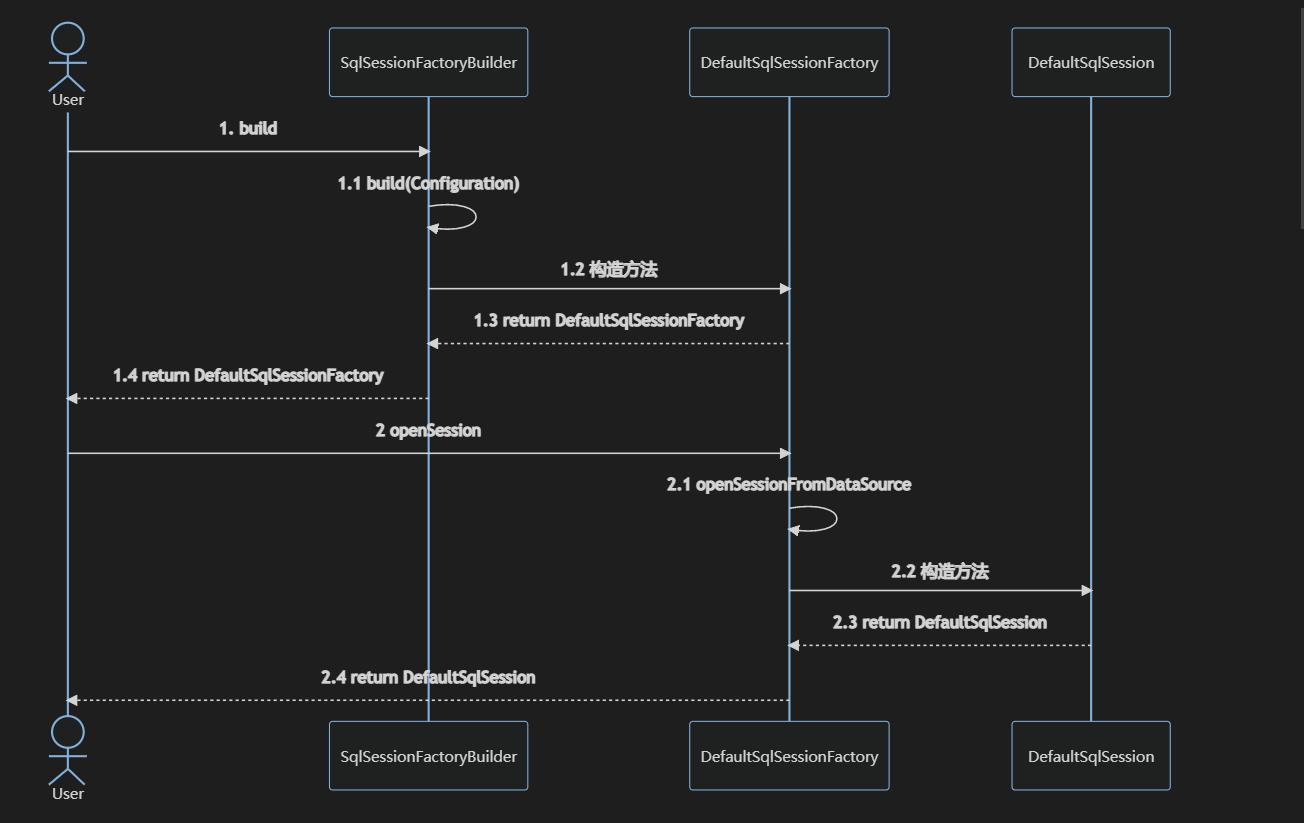 SqlSessionFactoryBuilder
DefaultSqlSessionFactory
DefaultSqlSession
User
1. build
1.1 build(Configuration)
1.2 构造方法
1.3 return DefaultSqlSessionFactory
1.4 return DefaultSqlSessionFactory
2 openSession
2.1 openSessionFromDataSource
2.2 构造方法
2.3 return DefaultSqlSession
2.4 return DefaultSqlSession
SqlSessionFactoryBuilder
DefaultSqlSessionFactory
DefaultSqlSession
User